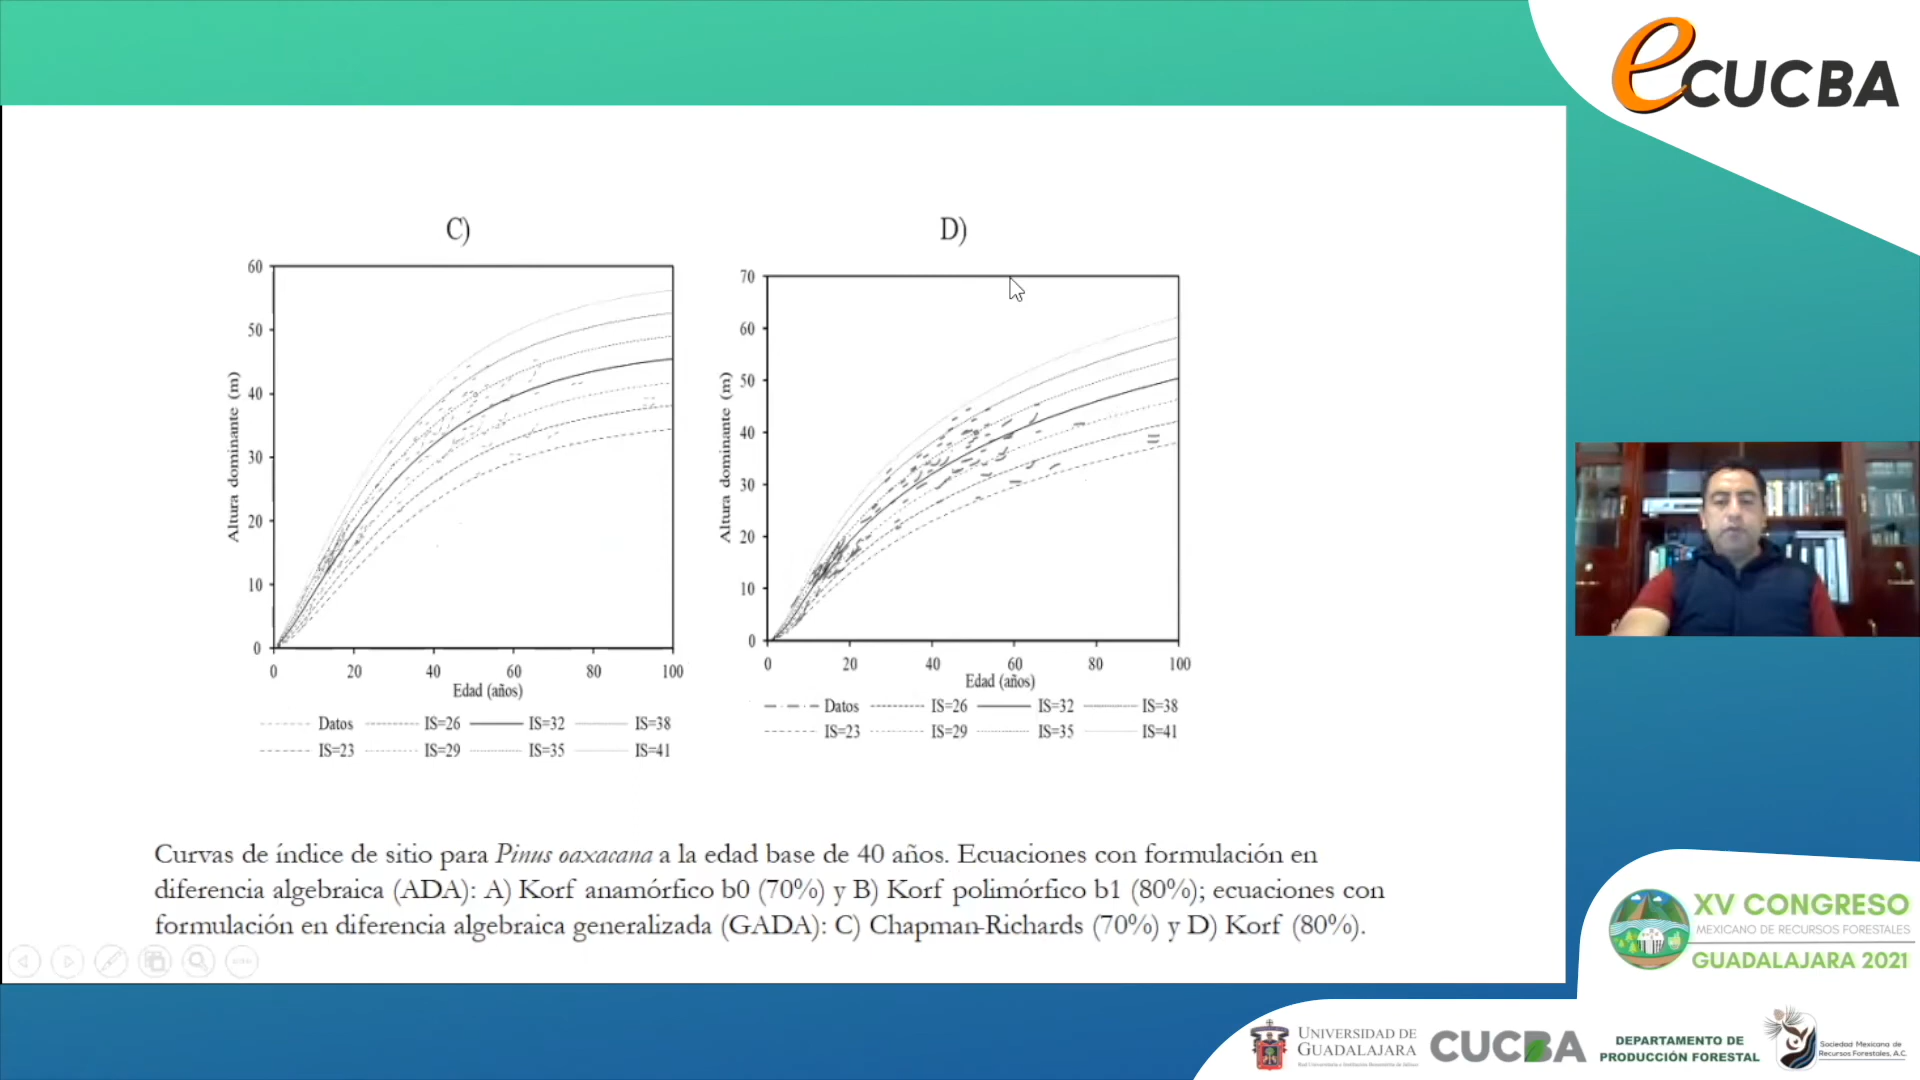 eCUCBA
C)
D)
60
50
40
30
20
10
0
Altura dominante (m)
0 20 40 60 80 100
Edad (años)
Datos IS=26 IS=32 IS=38
IS=23 IS=29 IS=35 IS=41
70
60
50
40
30
20
10
0
Altura dominante (m)
0 20 40 60 80 100
Edad (años)
Datos IS=26 IS=32 IS=38
IS=23 IS=29 IS=35 IS=41
Curvas de índice de sitio para Pinus oaxacana a la edad base de 40 años. Ecuaciones con formulación en
diferencia algebraica (ADA): A) Korf anamórfico b0 (70%) y B) Korf polimórfico b1 (80%); ecuaciones con
formulación en diferencia algebraica generalizada (GADA): C) Chapman-Richards (70%) y D) Korf (80%).
XV CONGRESO
MEXICANO DE RECURSOS FORESTALES
GUADALAJARA 2021
UNIVERSIDAD DE
GUADALAJARA
CUCBA
DEPARTAMENTO DE
PRODUCCIÓN FORESTAL
Sociedad Mexicana de
Recursos Forestales, A.C.